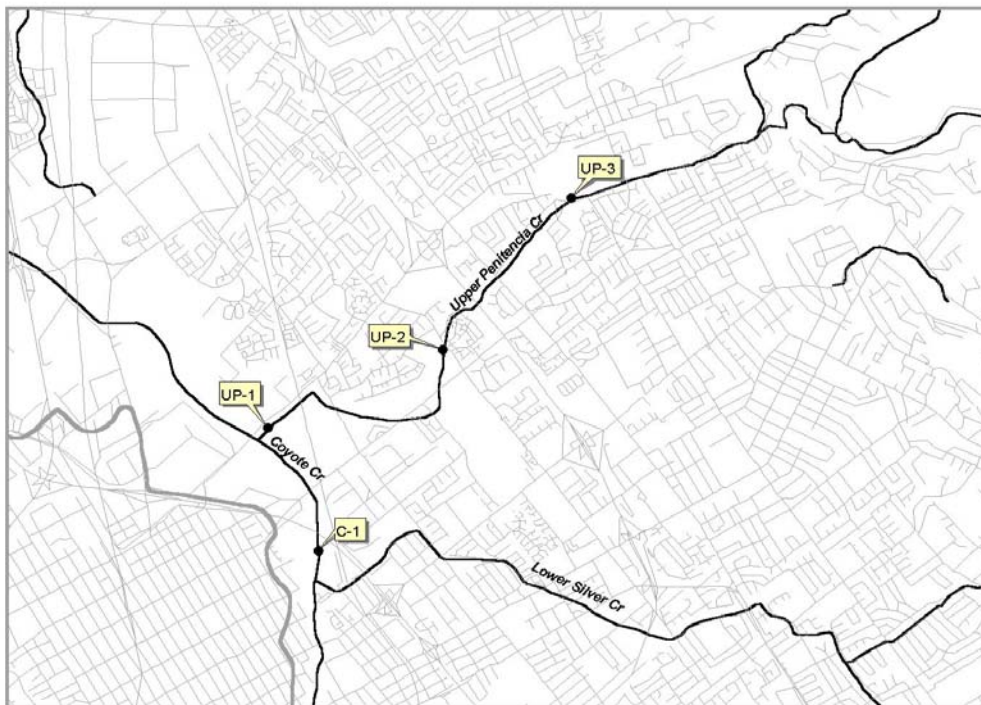 UP-3
Upper Penitencia Cr
UP-2
UP-1
Coyote Cr
C-1
Lower Silver Cr